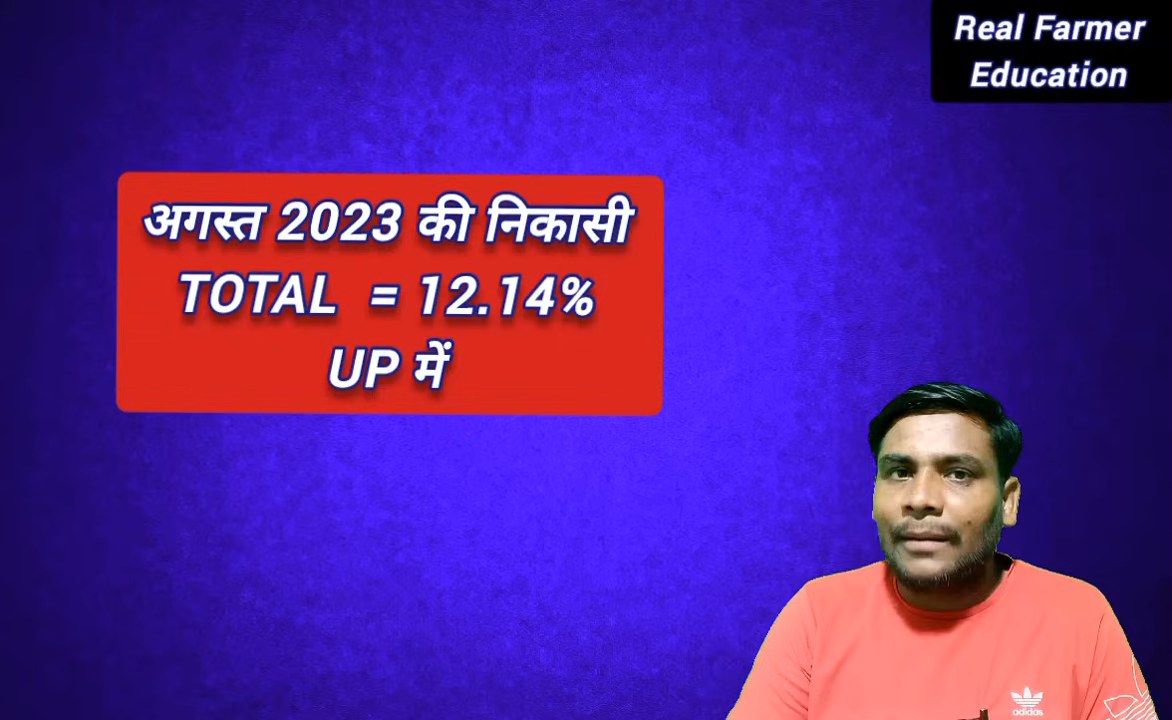 Real Farmer
Education
अगस्त 2023 की निकासी
TOTAL = 12.14%
UP में
adidas